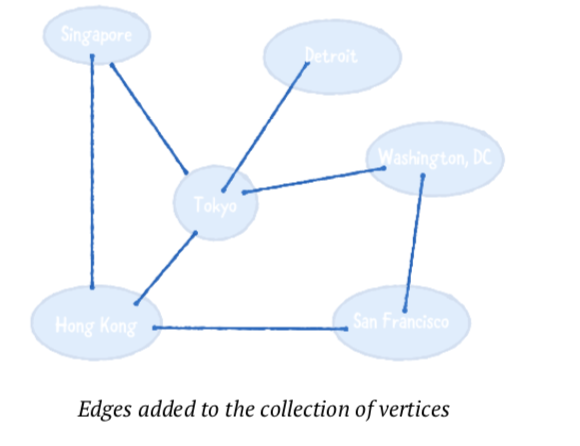 Singapore
Detroit
Washington, DC
Tokyo
Hong Kong
San Francisco
Edges added to the collection of vertices